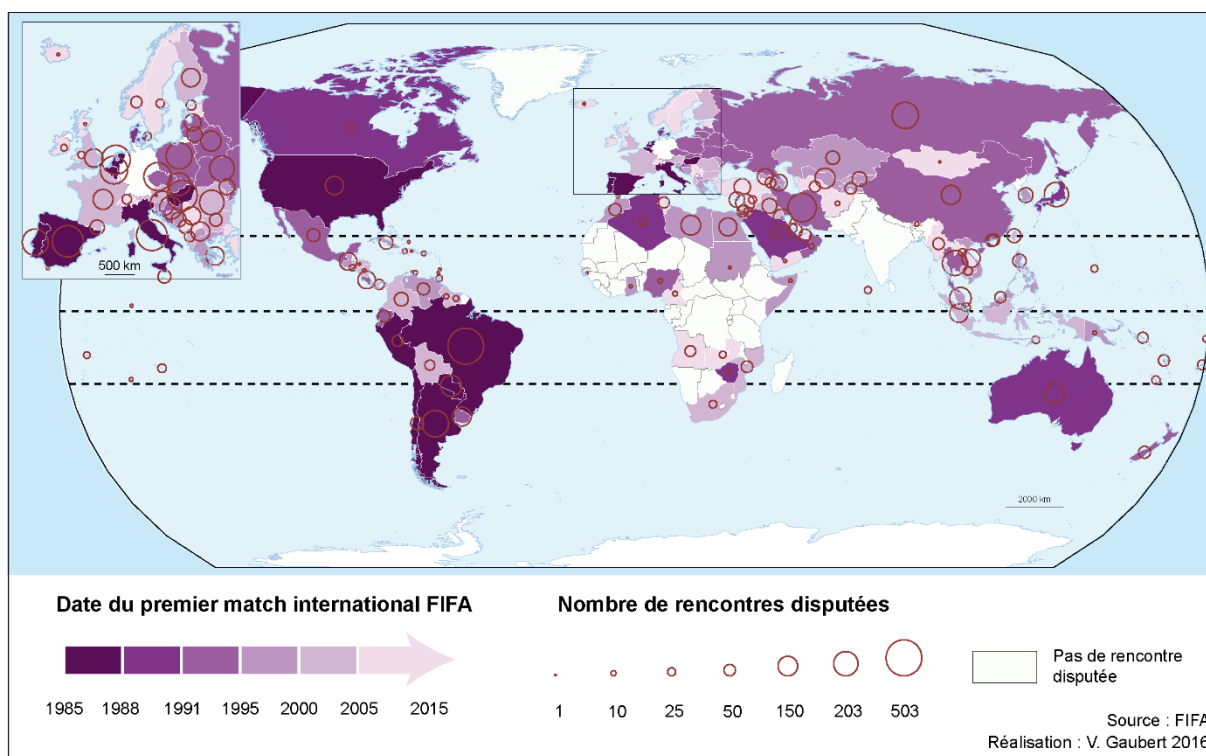 500 km
2000 km
Date du premier match international FIFA
1985 1988 1991 1995 2000 2005 2015
Nombre de rencontres disputées
1 10 25 50 150 203 503
Pas de rencontre
disputée
Source : FIFA
Réalisation : V. Gaubert 2016